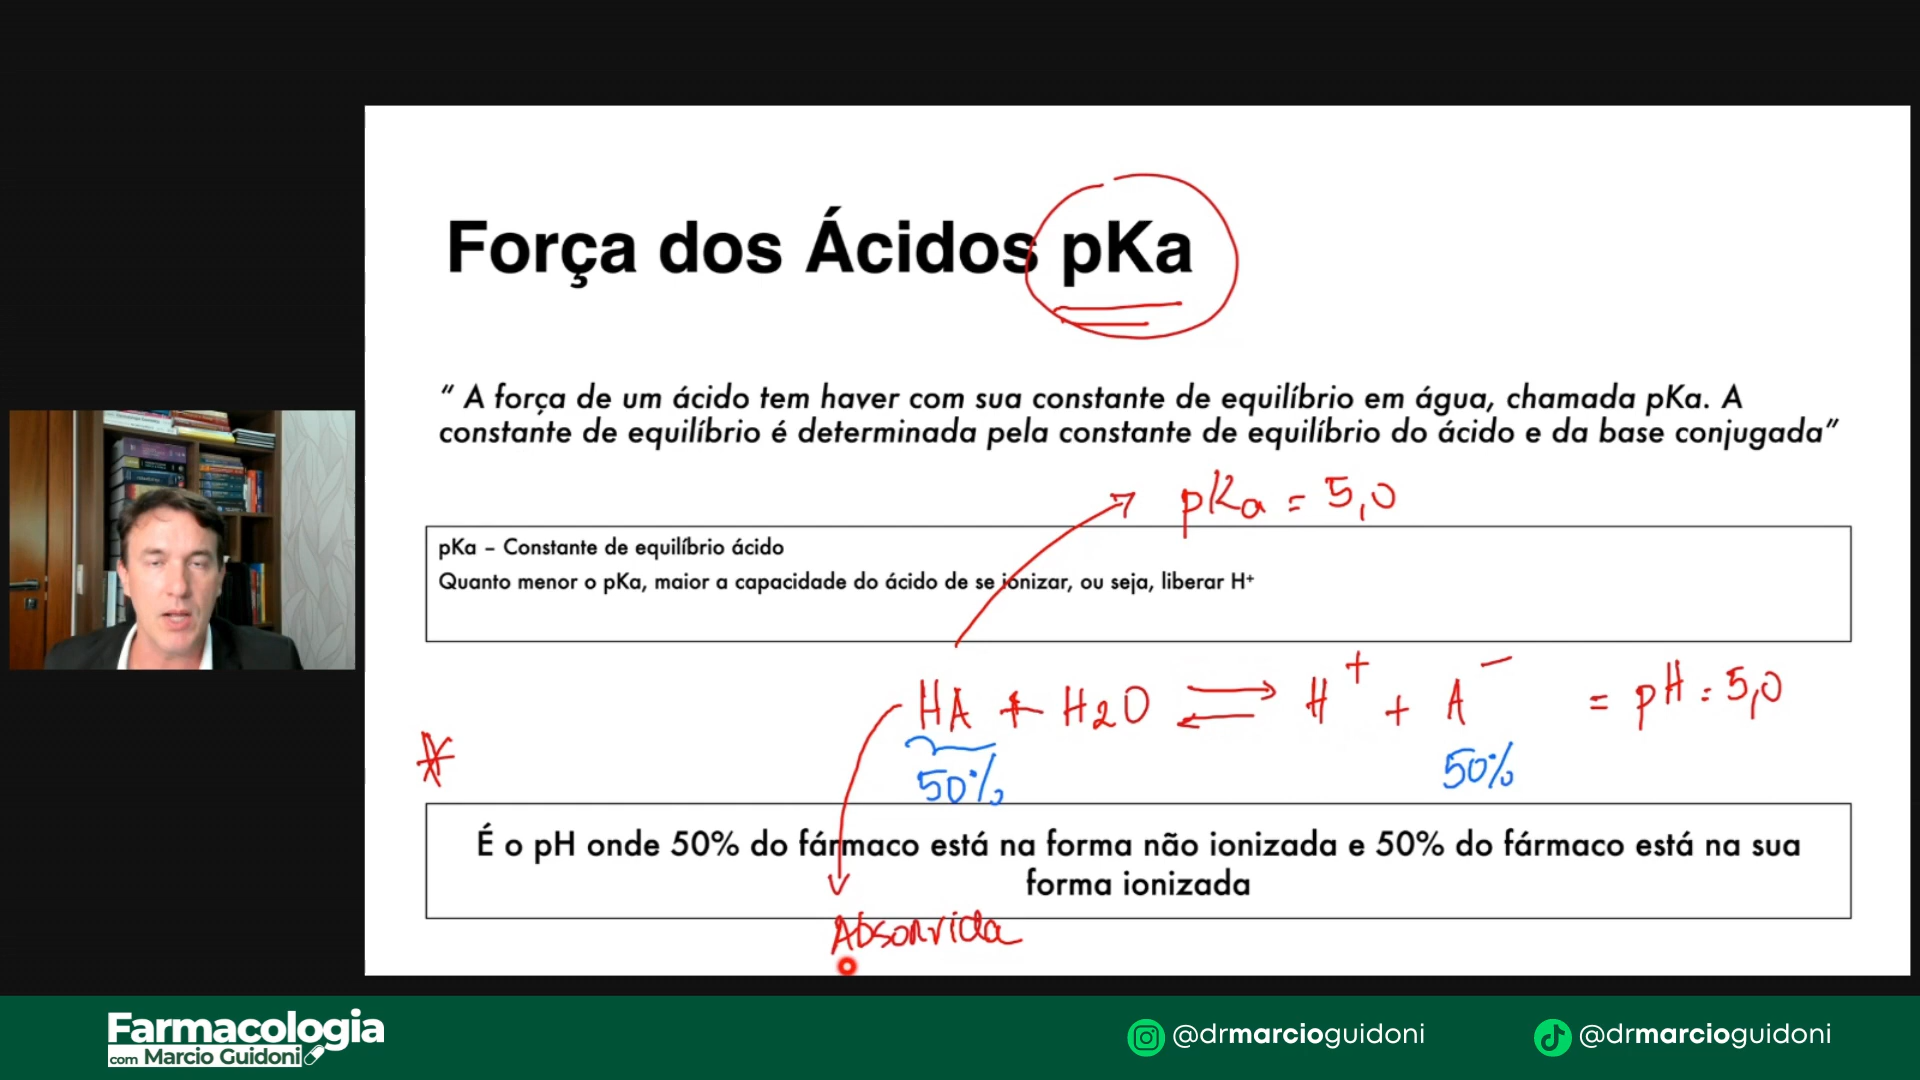 Força dos Ácidos pKa
“ A força de um ácido tem haver com sua constante de equilíbrio em água, chamada pKa. A
constante de equilíbrio é determinada pela constante de equilíbrio do ácido e da base conjugada”
pKa = 5,0
pKa – Constante de equilíbrio ácido
Quanto menor o pKa, maior a capacidade do ácido de se ionizar, ou seja, liberar H⁺
HA + H2O ⇌ H⁺ + A⁻ = pH = 5,0
50% 50%
É o pH onde 50% do fármaco está na forma não ionizada e 50% do fármaco está na sua
forma ionizada
Absorvida
Farmacologia
com Marcio Guidoni
@drmarcioguidoni
@drmarcioguidoni